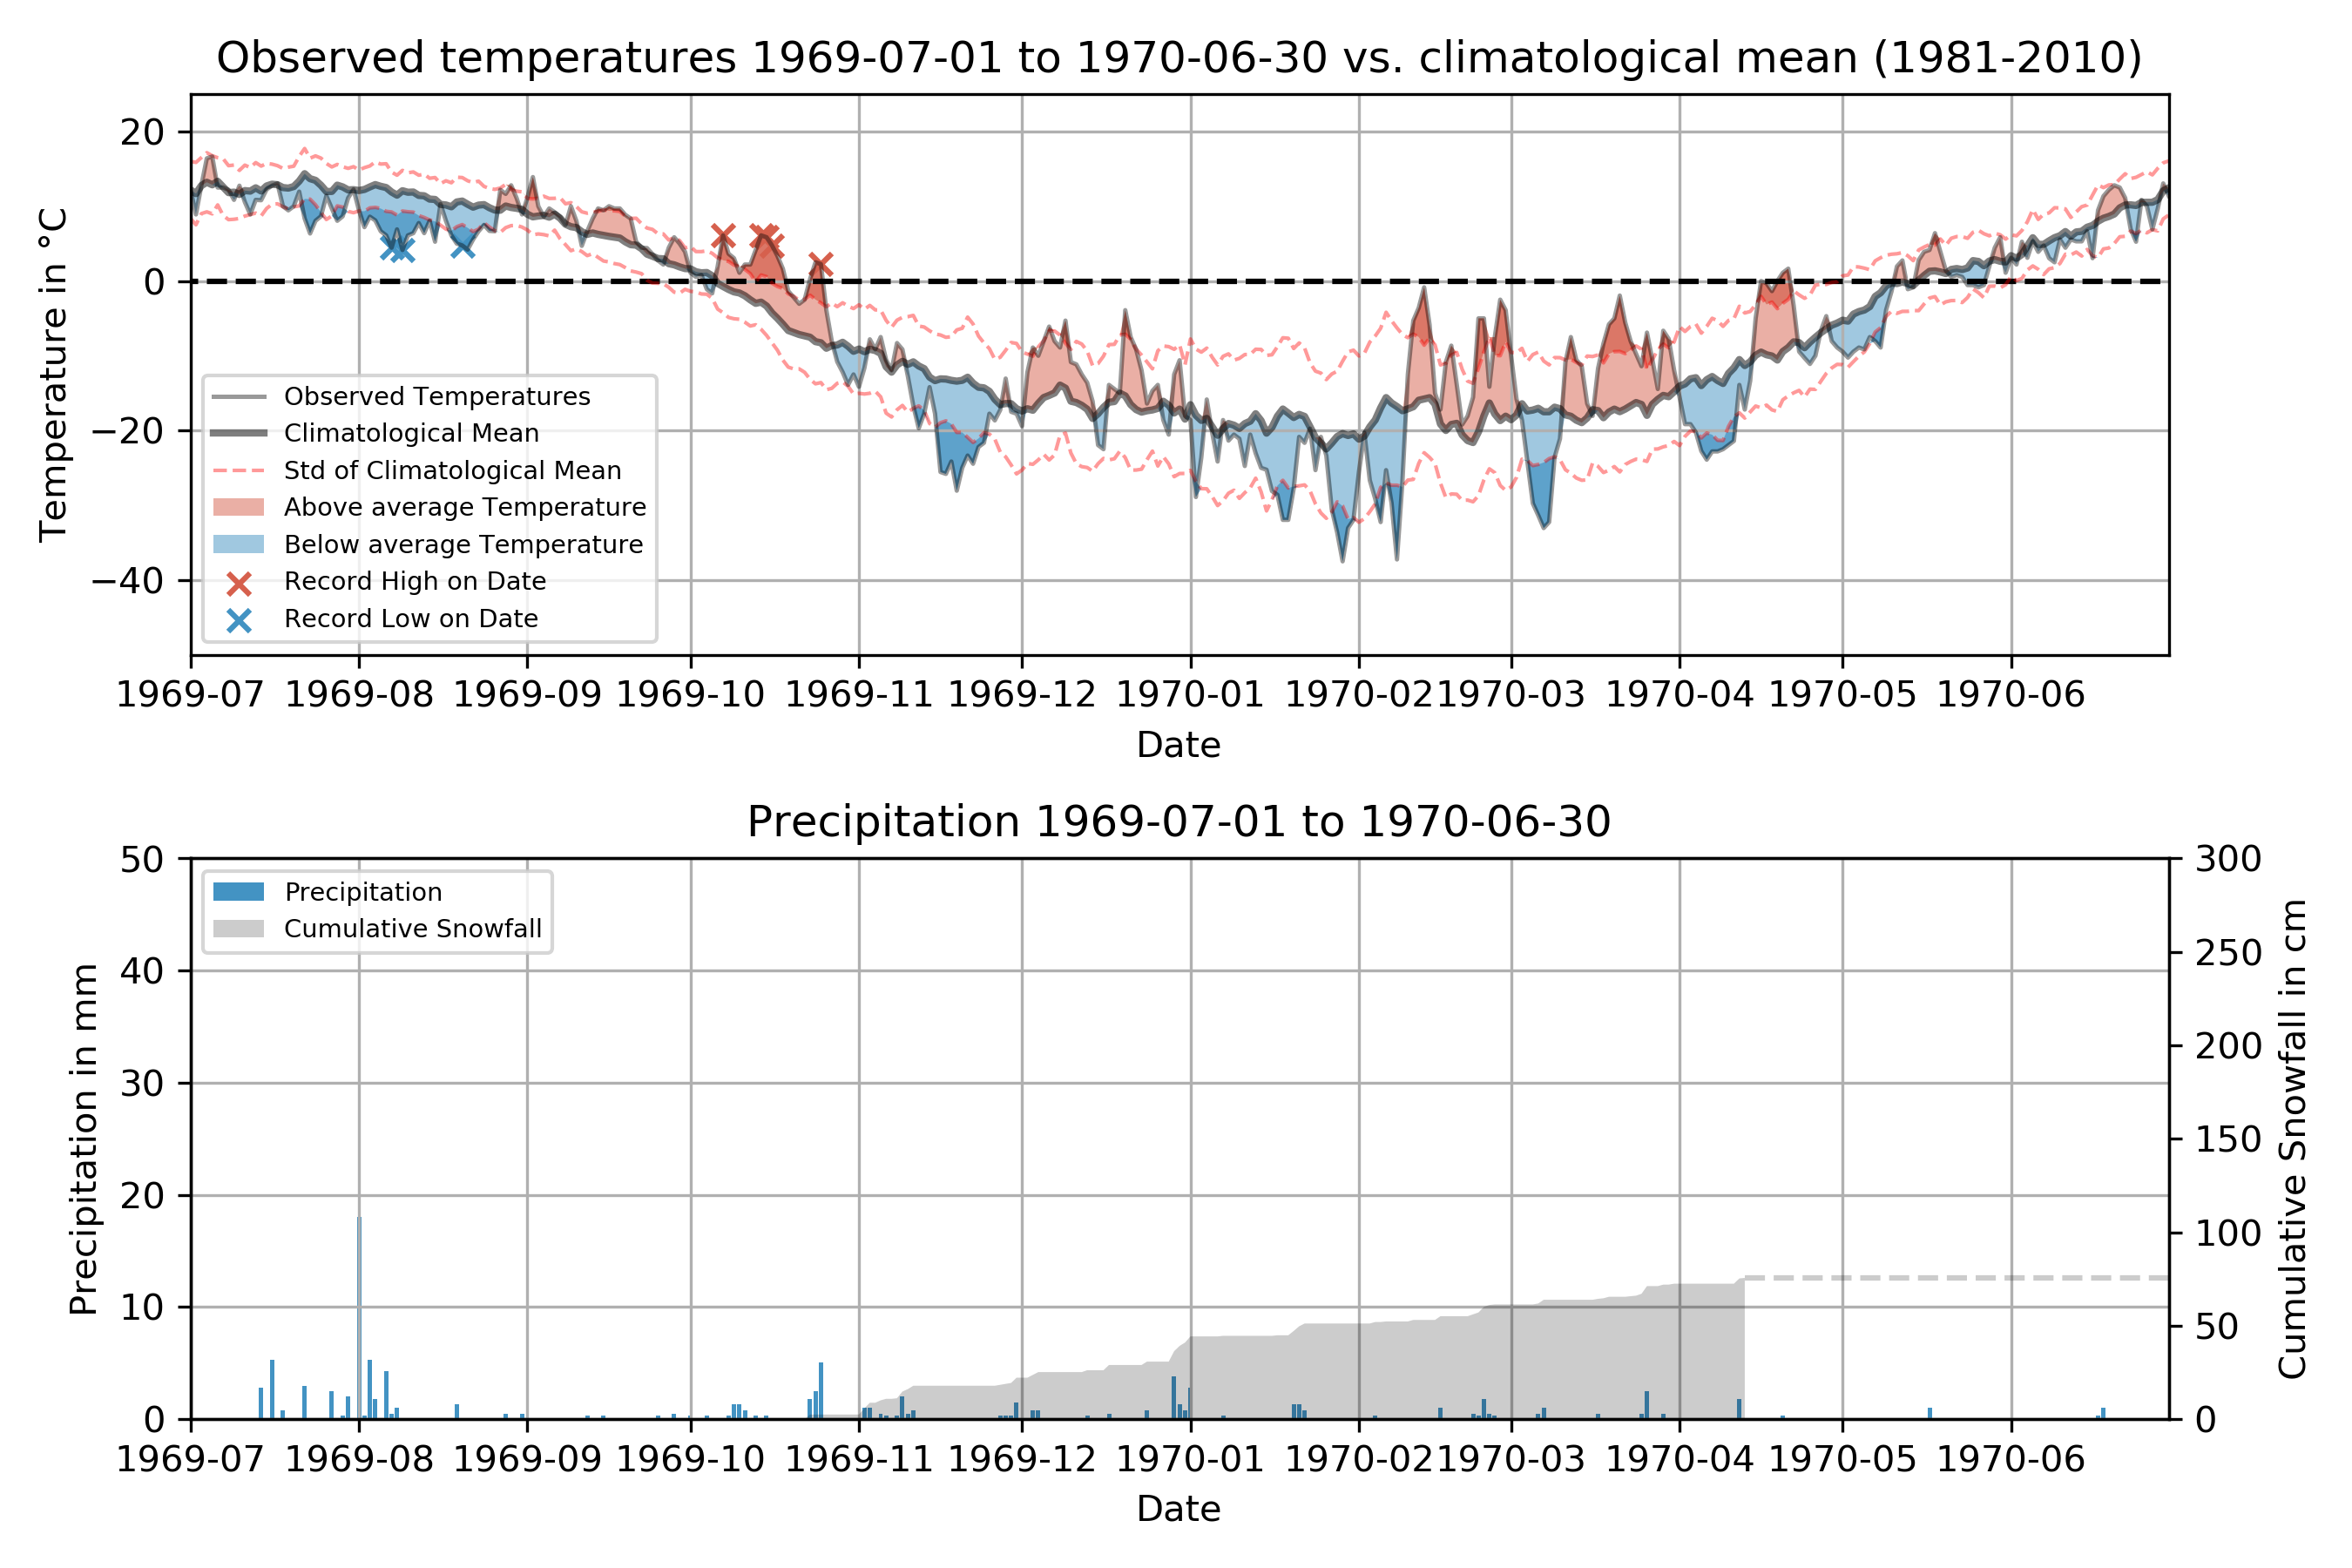 Observed temperatures 1969-07-01 to 1970-06-30 vs. climatological mean (1981-2010)
Temperature in °C
20
0
−20
−40
Observed Temperatures
Climatological Mean
Std of Climatological Mean
Above average Temperature
Below average Temperature
Record High on Date
Record Low on Date
1969-07 1969-08 1969-09 1969-10 1969-11 1969-12 1970-01 1970-02 1970-03 1970-04 1970-05 1970-06
Date
Precipitation 1969-07-01 to 1970-06-30
Precipitation in mm
50
40
30
20
10
0
Precipitation
Cumulative Snowfall
300
250
200
150
100
50
0
Cumulative Snowfall in cm
1969-07 1969-08 1969-09 1969-10 1969-11 1969-12 1970-01 1970-02 1970-03 1970-04 1970-05 1970-06
Date